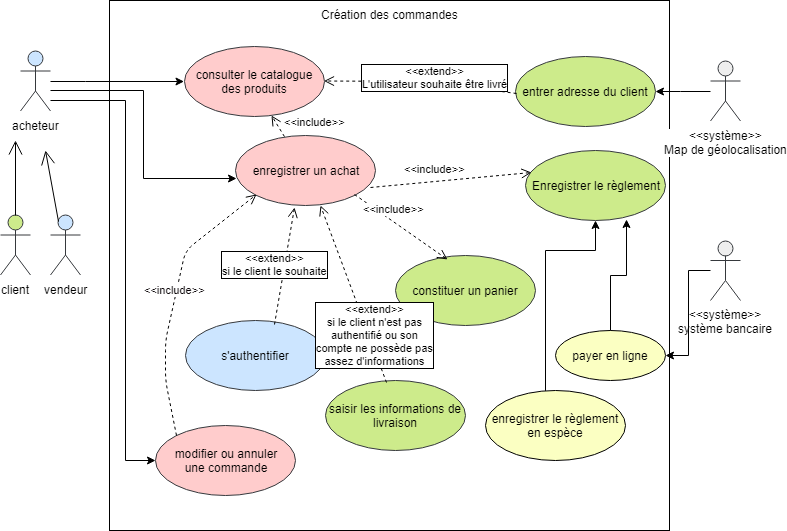 Création des commandes
acheteur
client
vendeur
consulter le catalogue
des produits
<<extend>>
L'utilisateur souhaite être livré
entrer adresse du client
<<système>>
Map de géolocalisation
<<include>>
enregistrer un achat
<<include>>
Enregistrer le règlement
<<include>>
<<extend>>
si le client le souhaite
<<include>>
constituer un panier
<<système>>
système bancaire
<<extend>>
si le client n'est pas
authentifié ou son
compte ne possède pas
assez d'informations
s'authentifier
payer en ligne
saisir les informations de
livraison
enregistrer le règlement
en espèce
modifier ou annuler
une commande